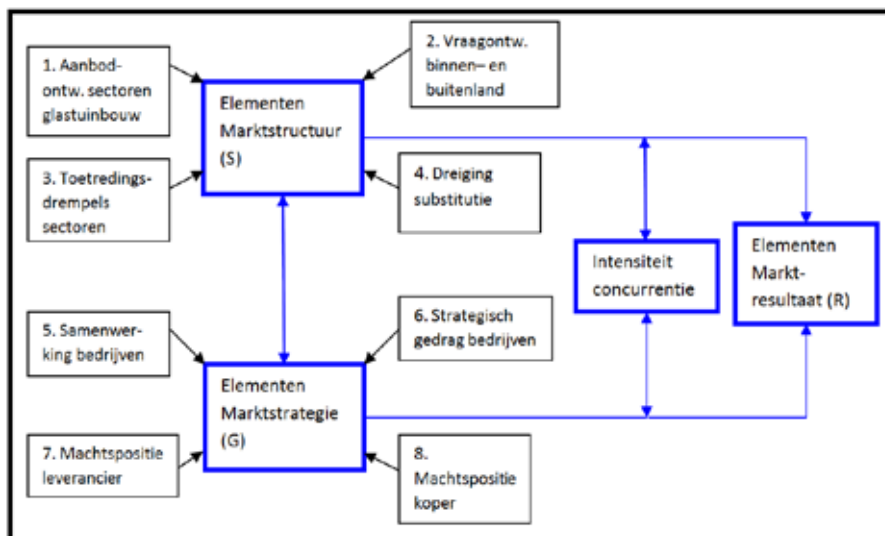 1. Aanbod-
ontw. sectoren
glastuinbouw
2. Vraagontw.
binnen– en
buitenland
Elementen
Marktstructuur
(S)
3. Toetredings-
drempels
sectoren
4. Dreiging
substitutie
Intensiteit
concurrentie
Elementen
Markt-
resultaat (R)
5. Samenwer-
king bedrijven
6. Strategisch
gedrag bedrijven
Elementen
Marktstrategie
(G)
7. Machtspositie
leverancier
8.
Machtspositie
koper